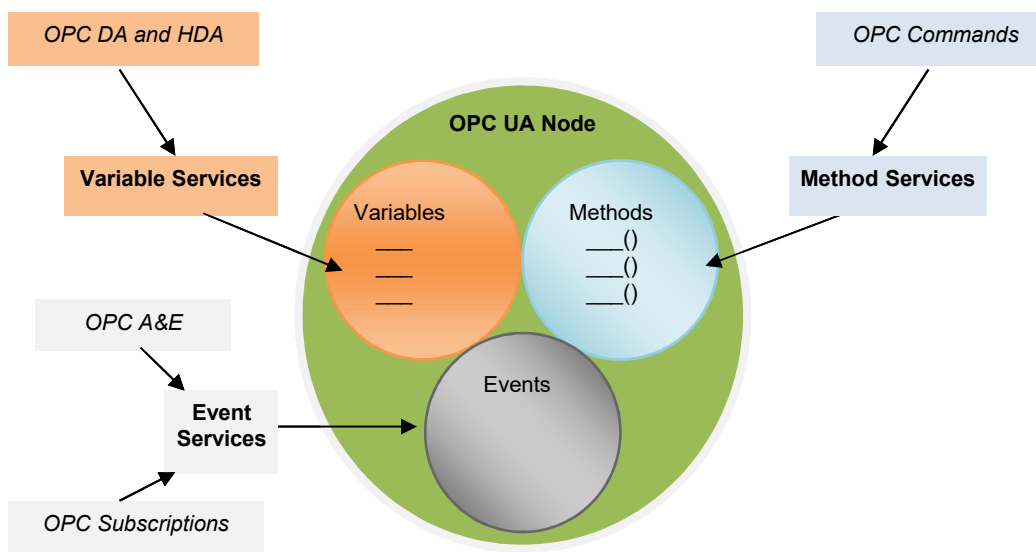 OPC DA and HDA
OPC Commands
OPC UA Node
Variable Services
Method Services
Variables
___
___
___
Methods
___()
___()
___()
OPC A&E
Event
Services
Events
OPC Subscriptions